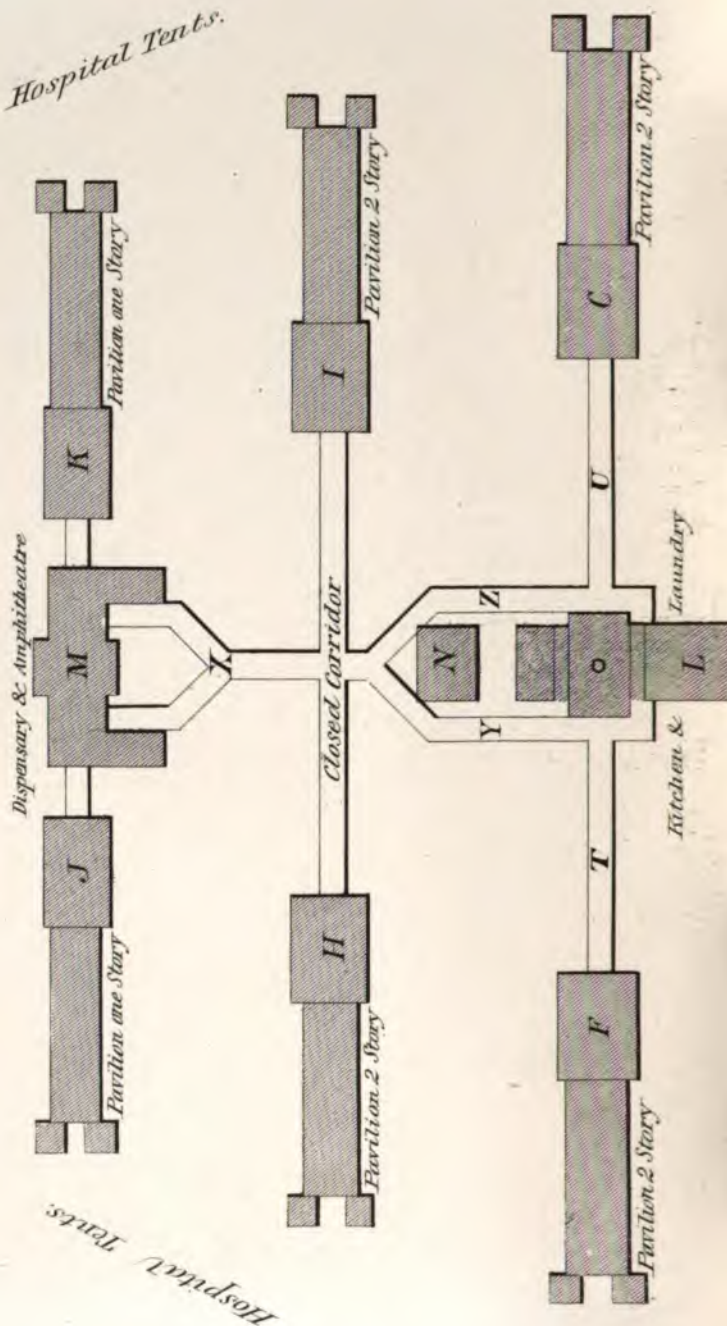 Hospital Tents.
Hospital Tents.
Dispensary & Amphitheatre
K
Pavilion one Story
M
J
Pavilion one Story
X
I
Pavilion 2 Story
Closed Corridor
H
Pavilion 2 Story
C
Pavilion 2 Story
U
Z
N
Y
O
L
Kitchen & Laundry
T
F
Pavilion 2 Story